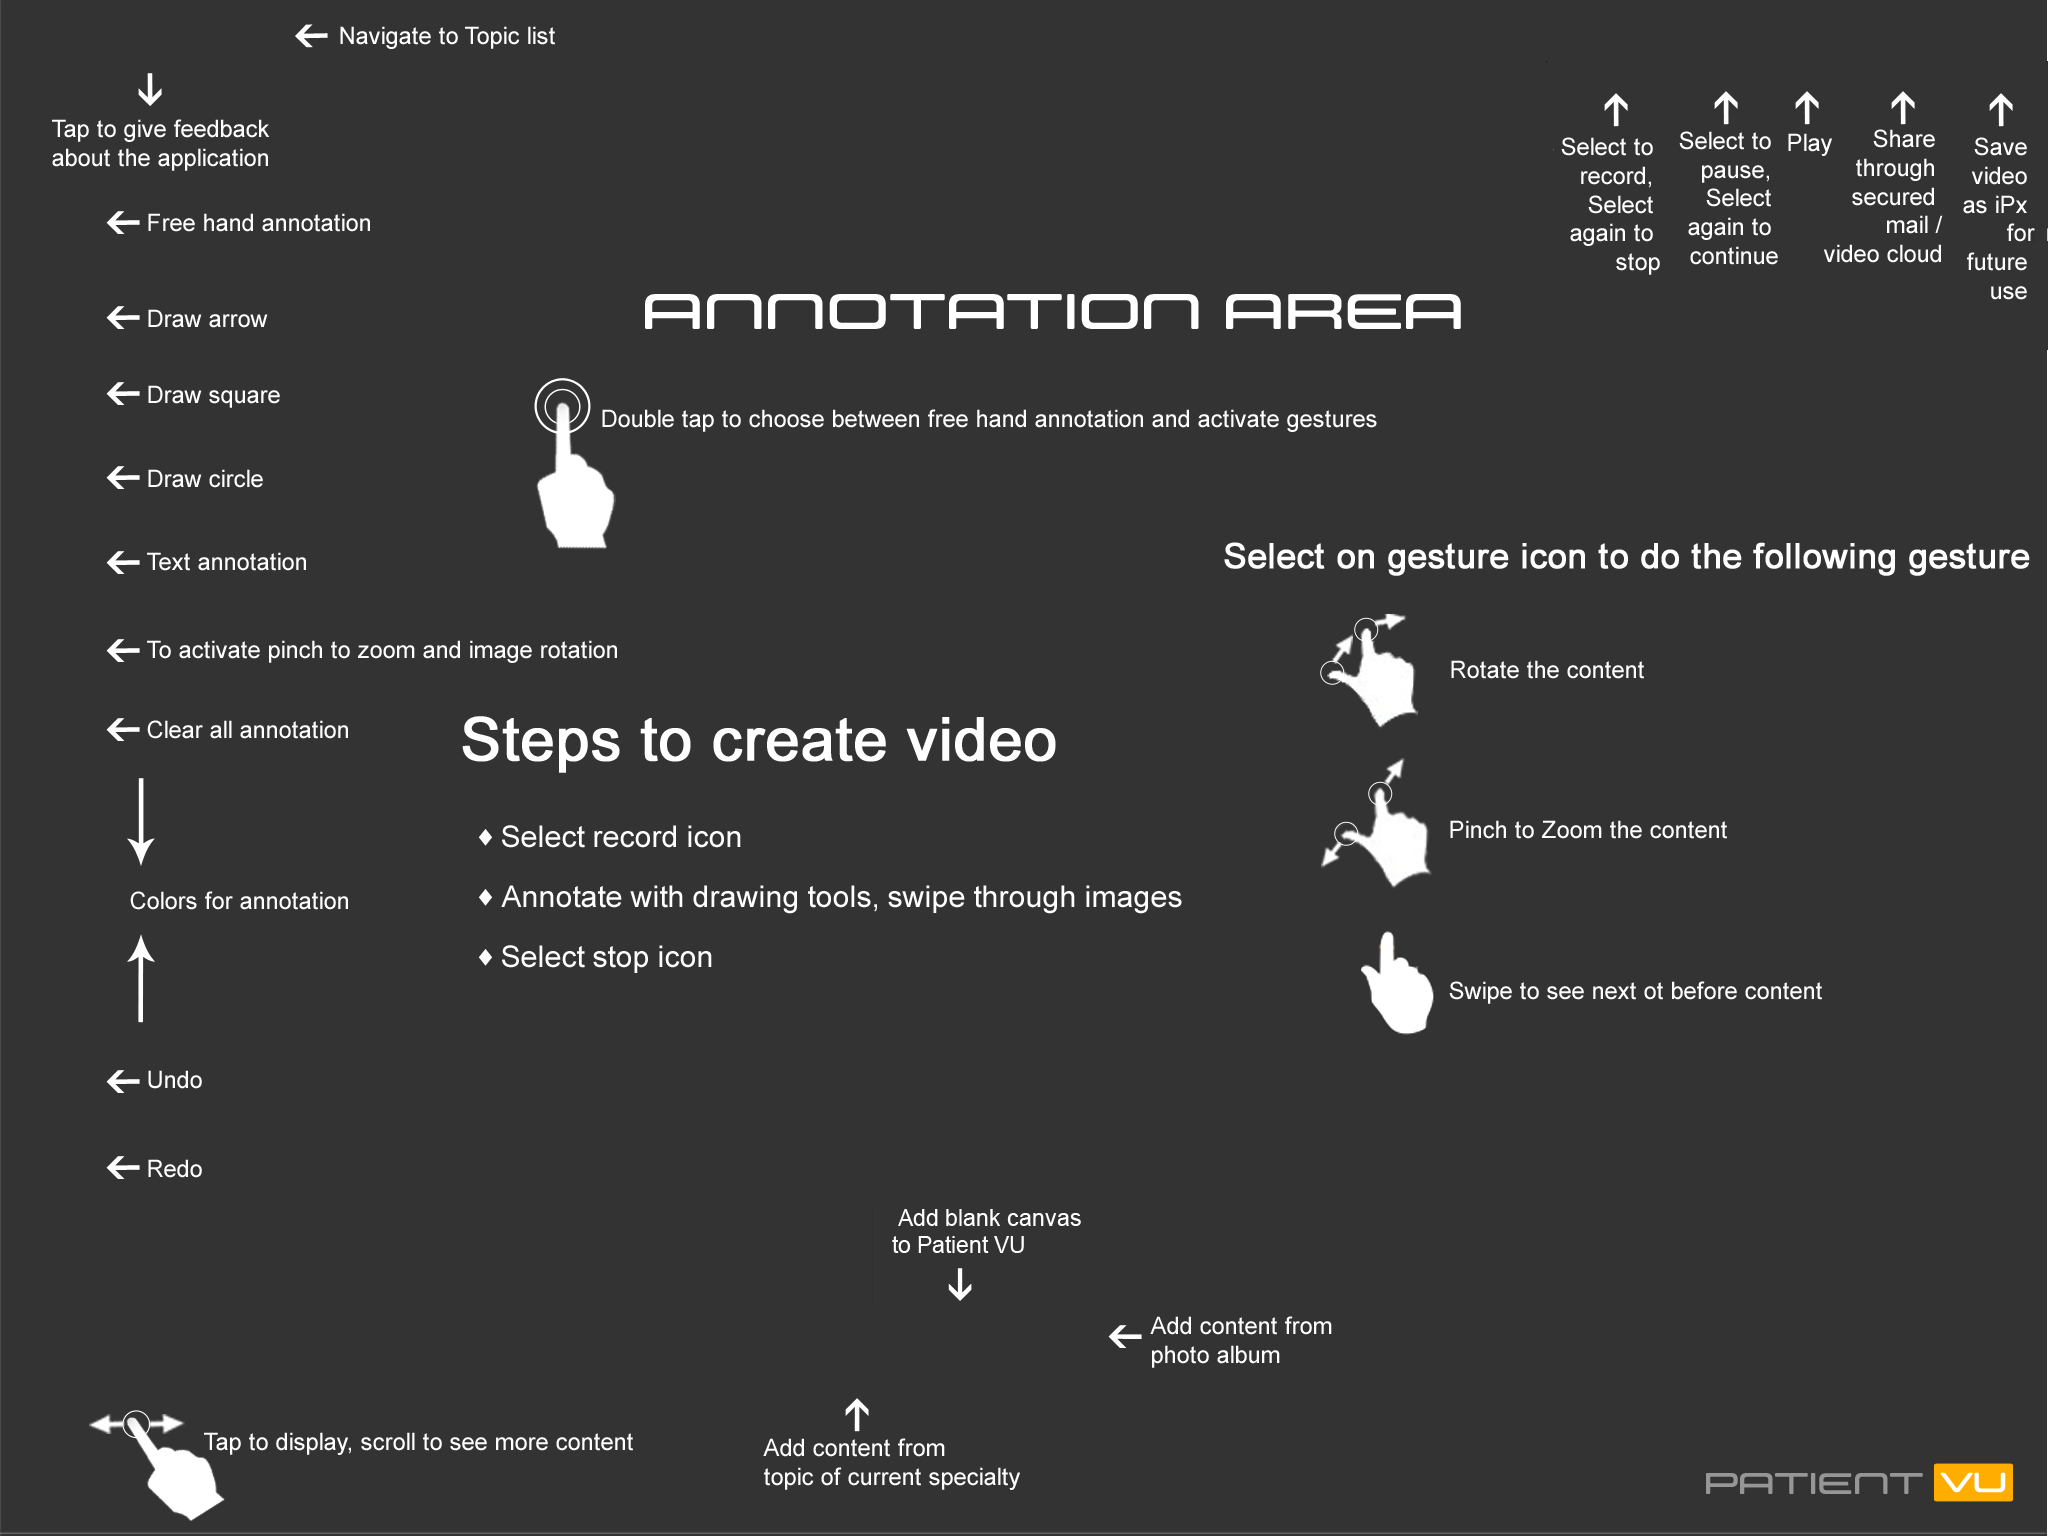 Navigate to Topic list
Tap to give feedback
about the application
Select to
record,
Select
again to
stop
Select to
pause,
Select
again to
continue
Play
Share
through
secured
mail /
video cloud
Save
video
as iPx
for
future
use
Free hand annotation
Draw arrow
Draw square
Draw circle
Text annotation
To activate pinch to zoom and image rotation
Clear all annotation
Colors for annotation
Undo
Redo
ANNOTATION AREA
Double tap to choose between free hand annotation and activate gestures
Select on gesture icon to do the following gesture
Rotate the content
Pinch to Zoom the content
Swipe to see next ot before content
Steps to create video
♦ Select record icon
♦ Annotate with drawing tools, swipe through images
♦ Select stop icon
Add blank canvas
to Patient VU
Add content from
photo album
Tap to display, scroll to see more content
Add content from
topic of current specialty
PATIENT VU